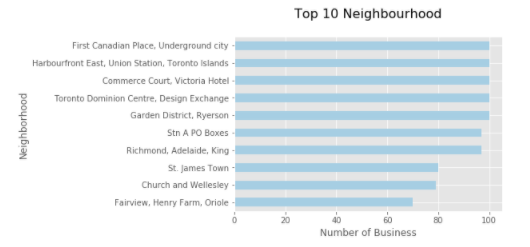 Top 10 Neighbourhood
First Canadian Place, Underground city
Harbourfront East, Union Station, Toronto Islands
Commerce Court, Victoria Hotel
Toronto Dominion Centre, Design Exchange
Garden District, Ryerson
Stn A PO Boxes
Richmond, Adelaide, King
St. James Town
Church and Wellesley
Fairview, Henry Farm, Oriole
Neighborhood
0 20 40 60 80 100
Number of Business